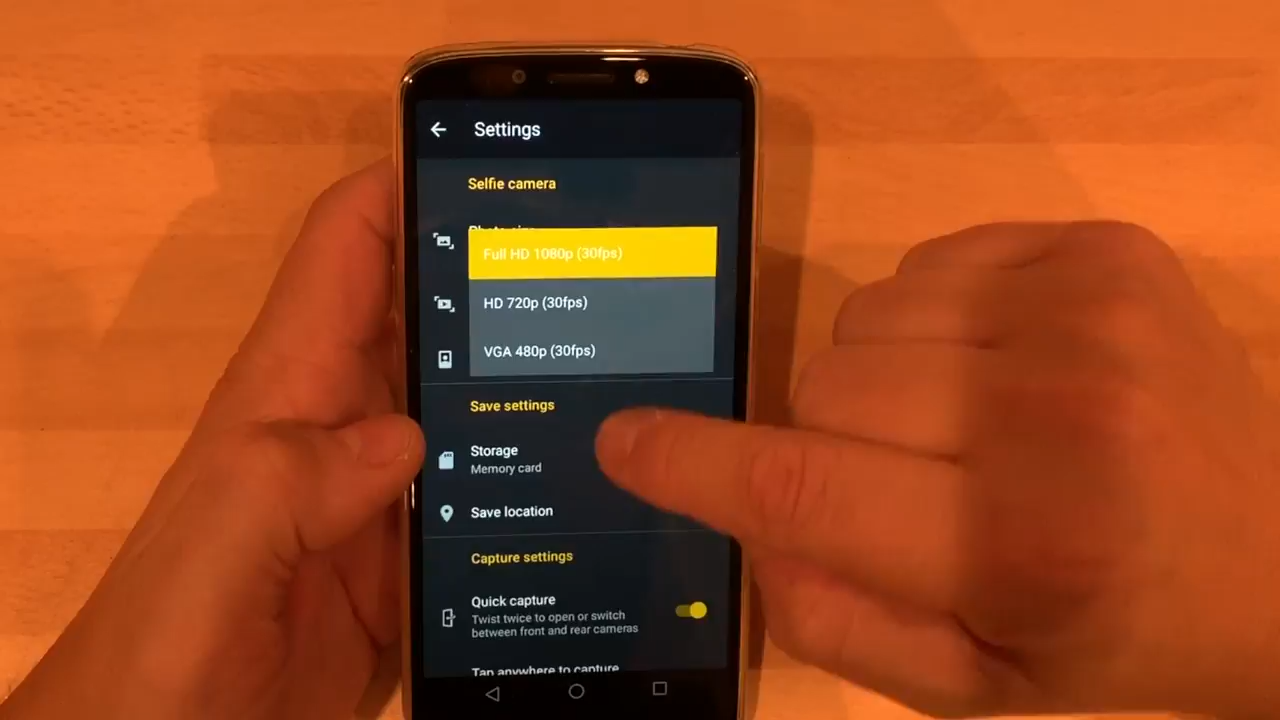 Settings
Selfie camera
Photo size
Full HD 1080p (30fps)
HD 720p (30fps)
VGA 480p (30fps)
Save settings
Storage
Memory card
Save location
Capture settings
Quick capture
Twist twice to open or switch
between front and rear cameras
Tap anywhere to capture